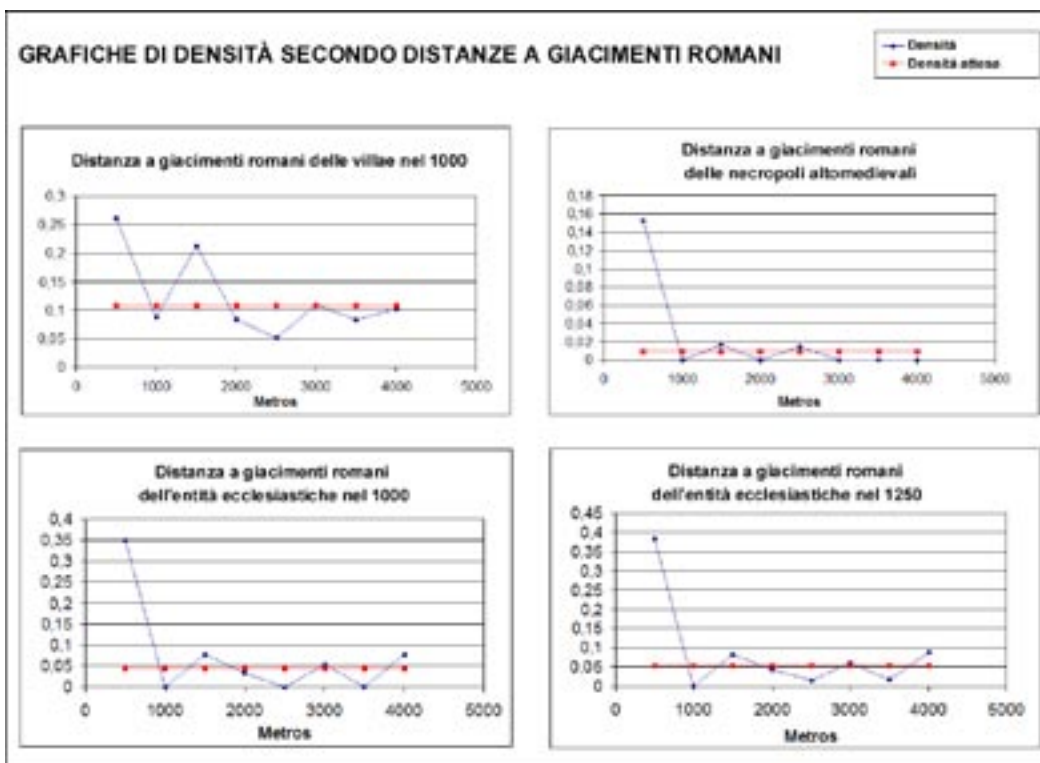 GRAFICHE DI DENSITÀ SECONDO DISTANZE A GIACIMENTI ROMANI
Densità
Densità attesa
Distanza a giacimenti romani delle villae nel 1000
0,3
0,25
0,2
0,15
0,1
0,05
0
0 1000 2000 3000 4000 5000
Metros
Distanza a giacimenti romani
delle necropoli altomedievali
0,18
0,16
0,14
0,12
0,1
0,08
0,06
0,04
0,02
0
0 1000 2000 3000 4000 5000
Metros
Distanza a giacimenti romani
dell'entità ecclesiastiche nel 1000
0,4
0,35
0,3
0,25
0,2
0,15
0,1
0,05
0
0 1000 2000 3000 4000 5000
Metros
Distanza a giacimenti romani
dell'entità ecclesiastiche nel 1250
0,45
0,4
0,35
0,3
0,25
0,2
0,15
0,1
0,05
0
0 1000 2000 3000 4000 5000
Metros